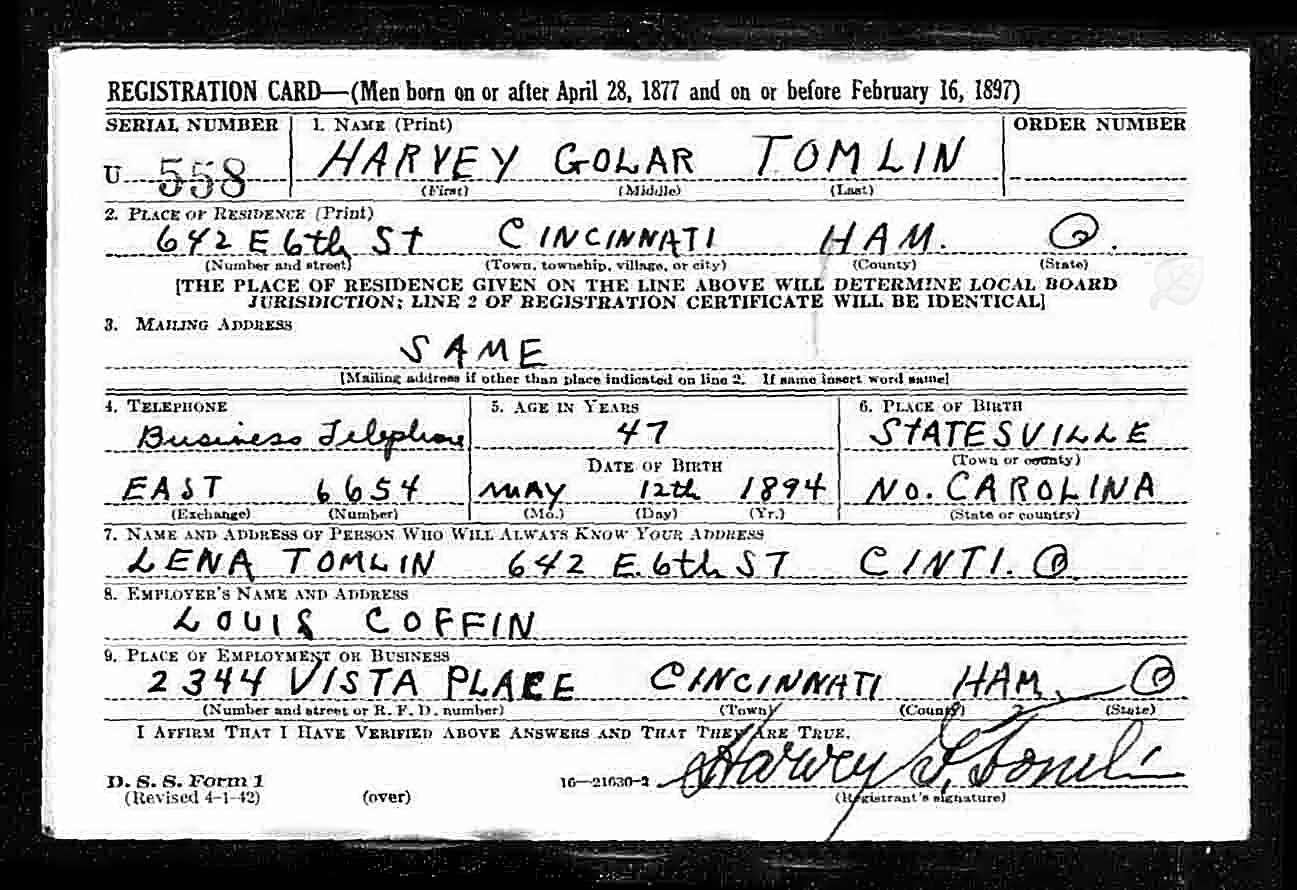 REGISTRATION CARD—(Men born on or after April 28, 1877 and on or before February 16, 1897)
SERIAL NUMBER 1. NAME (Print) ORDER NUMBER
U 558 HARVEY GOLAR TOMLIN
(First) (Middle) (Last)
2. PLACE OF RESIDENCE (Print)
642 E 6th ST CINCINNATI HAM. O.
(Number and street) (Town, township, village, or city) (County) (State)
[THE PLACE OF RESIDENCE GIVEN ON THE LINE ABOVE WILL DETERMINE LOCAL BOARD
JURISDICTION; LINE 2 OF REGISTRATION CERTIFICATE WILL BE IDENTICAL]
3. MAILING ADDRESS
SAME
[Mailing address if other than place indicated on line 2. If same insert word same]
4. TELEPHONE 5. AGE IN YEARS 6. PLACE OF BIRTH
Business Telephone 47 STATESVILLE
DATE OF BIRTH (Town or county)
EAST 6654 MAY 12th 1894 NO. CAROLINA
(Exchange) (Number) (Mo.) (Day) (Yr.) (State or country)
7. NAME AND ADDRESS OF PERSON WHO WILL ALWAYS KNOW YOUR ADDRESS
LENA TOMLIN 642 E. 6th ST CINTI. O.
8. EMPLOYER'S NAME AND ADDRESS
LOUIS COFFIN
9. PLACE OF EMPLOYMENT OR BUSINESS
2344 VISTA PLACE CINCINNATI HAM. O
(Number and street or R. F. D. number) (Town) (County) (State)
I AFFIRM THAT I HAVE VERIFIED ABOVE ANSWERS AND THAT THEY ARE TRUE.
D. S. S. Form 1 16—21630-2 Harvey G. Tomlin
(Revised 4-1-42) (over) (Registrant's signature)